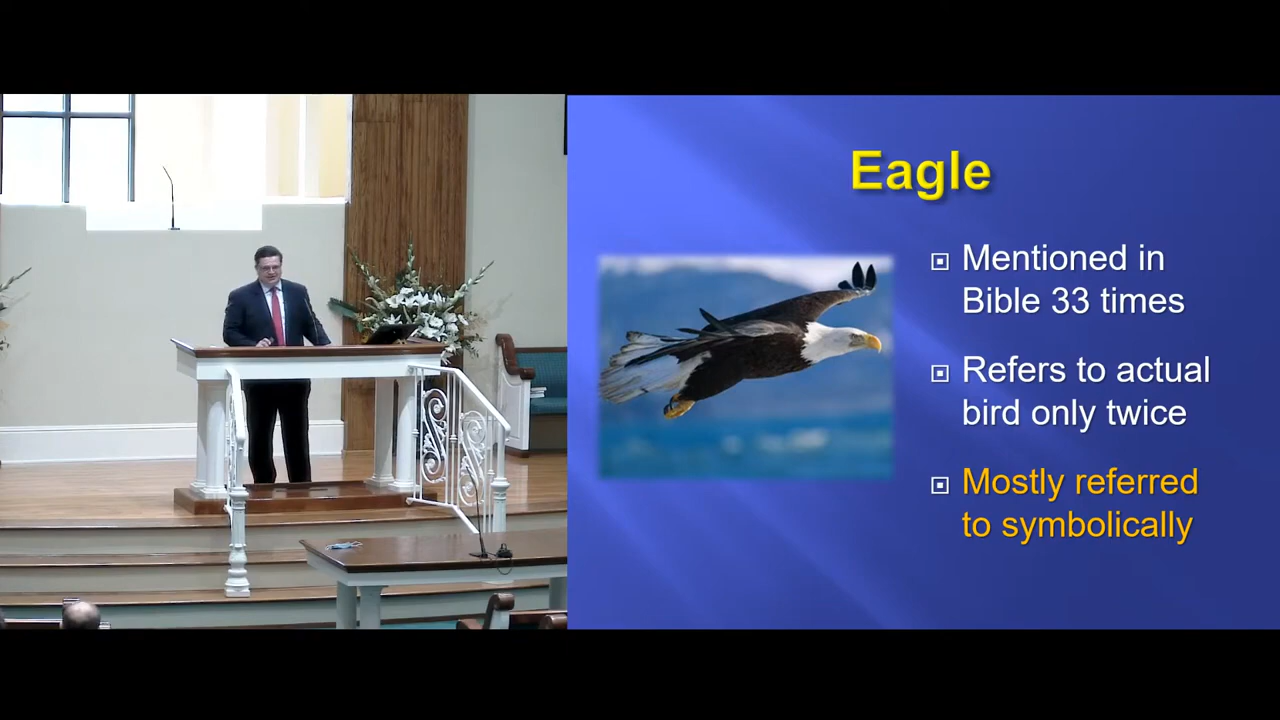 Eagle
Mentioned in
Bible 33 times
Refers to actual
bird only twice
Mostly referred
to symbolically